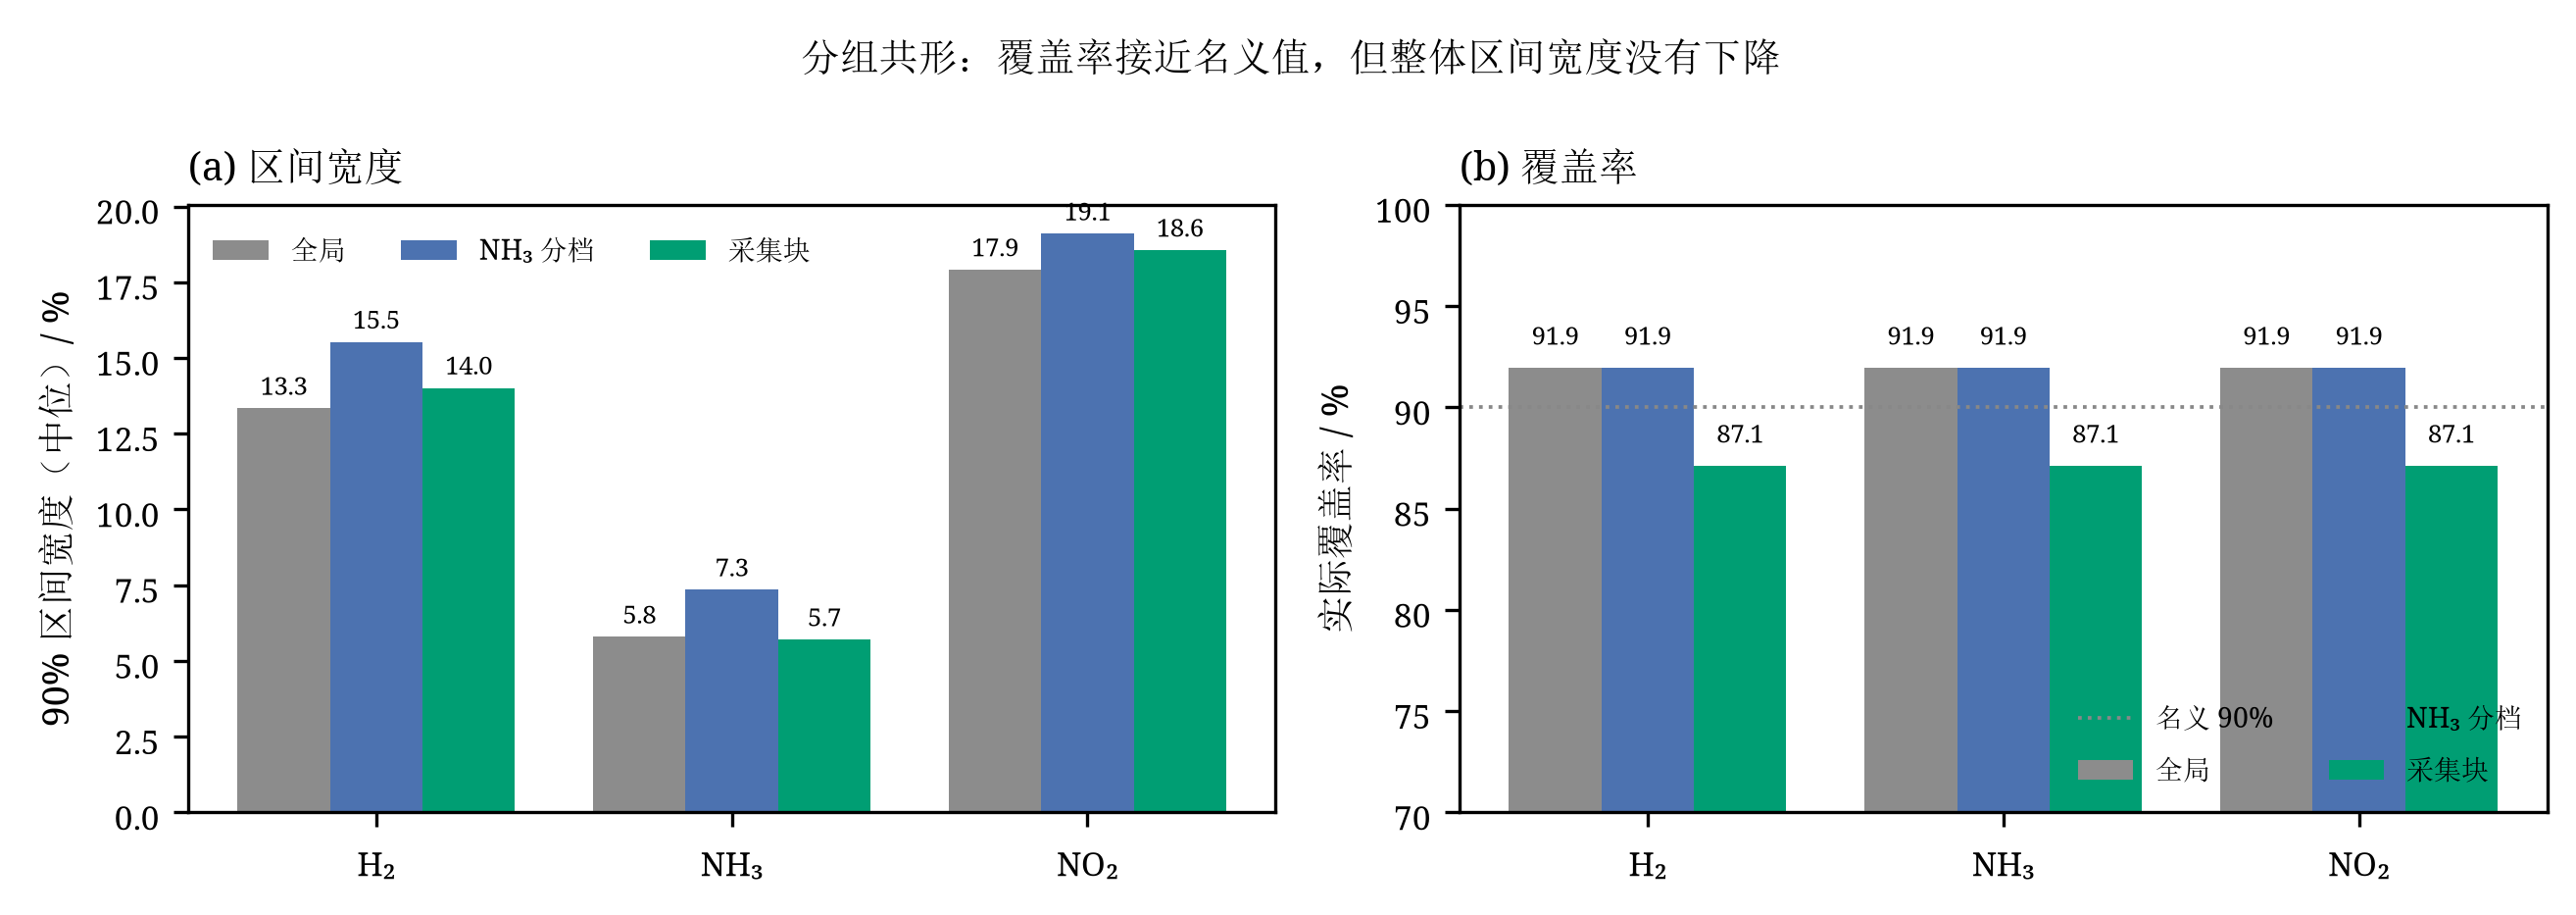 分组共形：覆盖率接近名义值，但整体区间宽度没有下降
(a) 区间宽度
90% 区间宽度（中位）/ %
20.0
17.5
15.0
12.5
10.0
7.5
5.0
2.5
0.0
全局
NH₃ 分档
采集块
13.3
15.5
14.0
5.8
7.3
5.7
17.9
19.1
18.6
H₂
NH₃
NO₂
(b) 覆盖率
实际覆盖率 / %
100
95
90
85
80
75
70
91.9
91.9
87.1
91.9
91.9
87.1
91.9
91.9
87.1
名义 90%
全局
NH₃ 分档
采集块
H₂
NH₃
NO₂